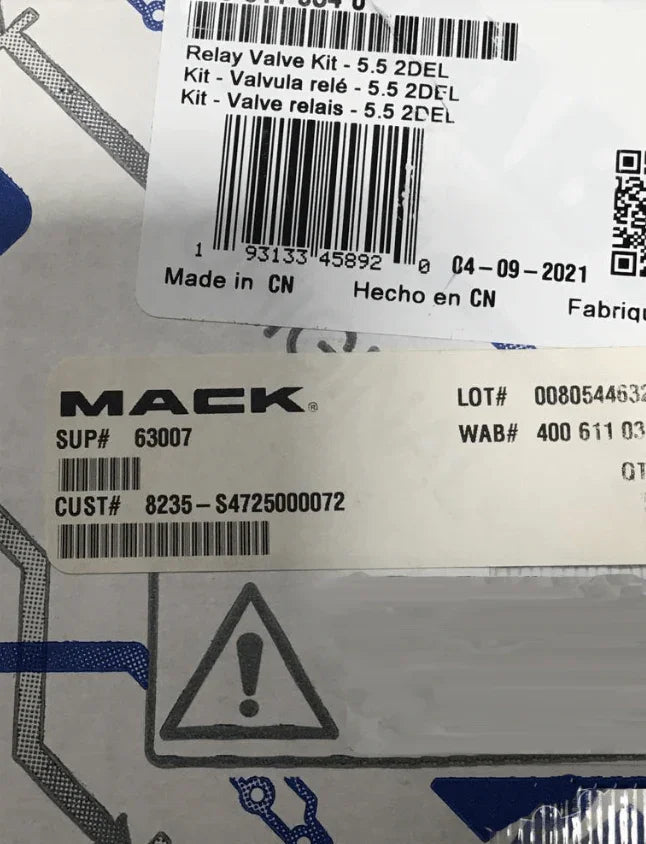 Relay Valve Kit - 5.5 2DEL
Kit - Valvula relé - 5.5 2DEL
Kit - Valve relais - 5.5 2DEL
1 93133 45892 0 04-09-2021
Made in CN Hecho en CN Fabriqu
MACK® LOT# 0080544632
SUP# 63007 WAB# 400 611 03
QT
CUST# 8235-S4725000072